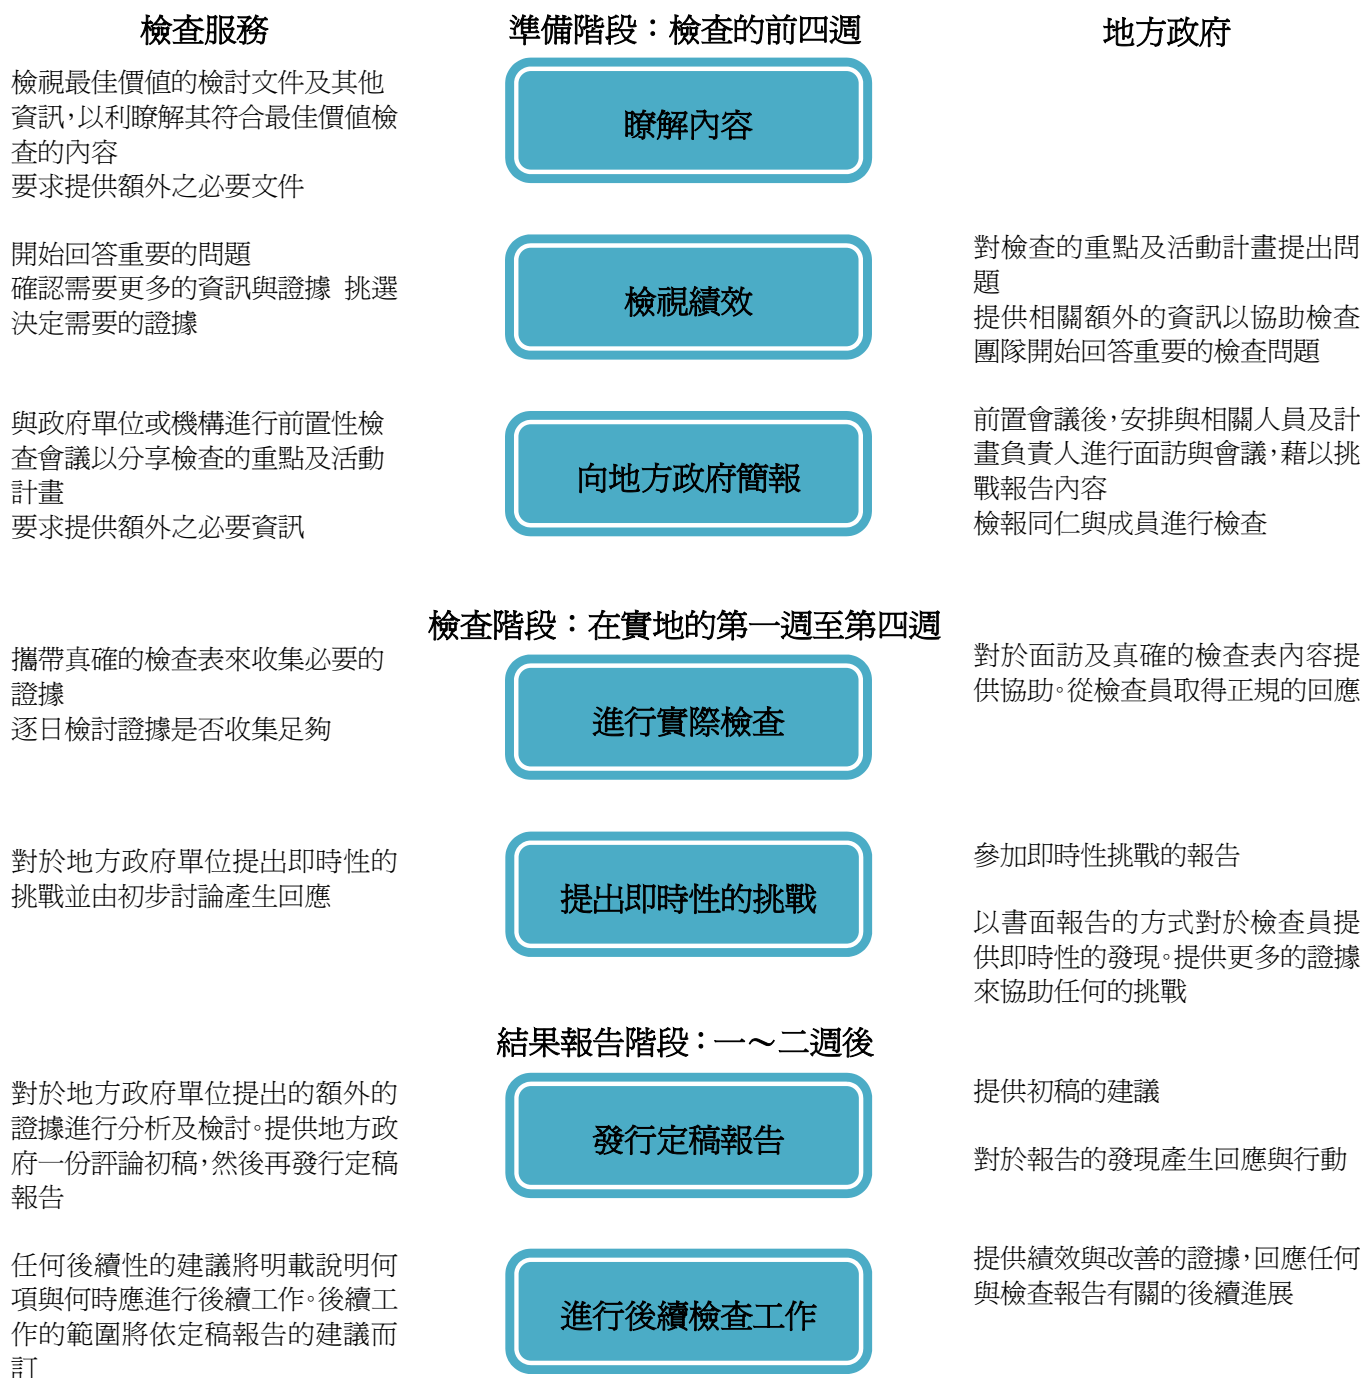 檢查服務
準備階段：檢查的前四週
地方政府
檢視最佳價值的檢討文件及其他
資訊，以利瞭解其符合最佳價值檢
查的內容
要求提供額外之必要文件
瞭解內容
開始回答重要的問題
確認需要更多的資訊與證據 挑選
決定需要的證據
檢視績效
對檢查的重點及活動計畫提出問
題
提供相關額外的資訊以協助檢查
團隊開始回答重要的檢查問題
與政府單位或機構進行前置性檢
查會議以分享檢查的重點及活動
計畫
要求提供額外之必要資訊
向地方政府簡報
前置會議後，安排與相關人員及計
畫負責人進行面訪與會議，藉以挑
戰報告內容
檢報同仁與成員進行檢查
檢查階段：在實地的第一週至第四週
攜帶真確的檢查表來收集必要的
證據
逐日檢討證據是否收集足夠
進行實際檢查
對於面訪及真確的檢查表內容提
供協助。從檢查員取得正規的回應
對於地方政府單位提出即時性的
挑戰並由初步討論產生回應
提出即時性的挑戰
參加即時性挑戰的報告
以書面報告的方式對於檢查員提
供即時性的發現。提供更多的證據
來協助任何的挑戰
結果報告階段：一～二週後
對於地方政府單位提出的額外的
證據進行分析及檢討。提供地方政
府一份評論初稿，然後再發行定稿
報告
發行定稿報告
提供初稿的建議
對於報告的發現產生回應與行動
任何後續性的建議將明載說明何
項與何時應進行後續工作。後續工
作的範圍將依定稿報告的建議而
訂
進行後續檢查工作
提供績效與改善的證據，回應任何
與檢查報告有關的後續進展